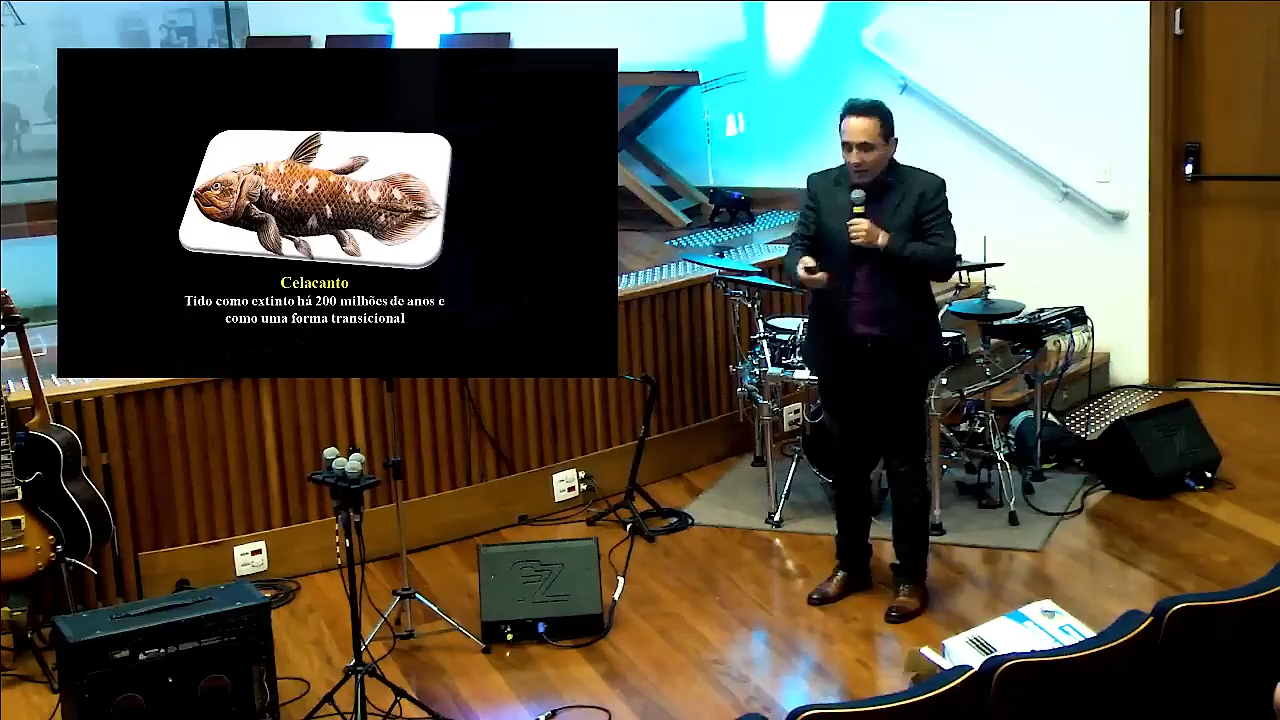 Celacanto
Tido como extinto há 200 milhões de anos e
como uma forma transicional